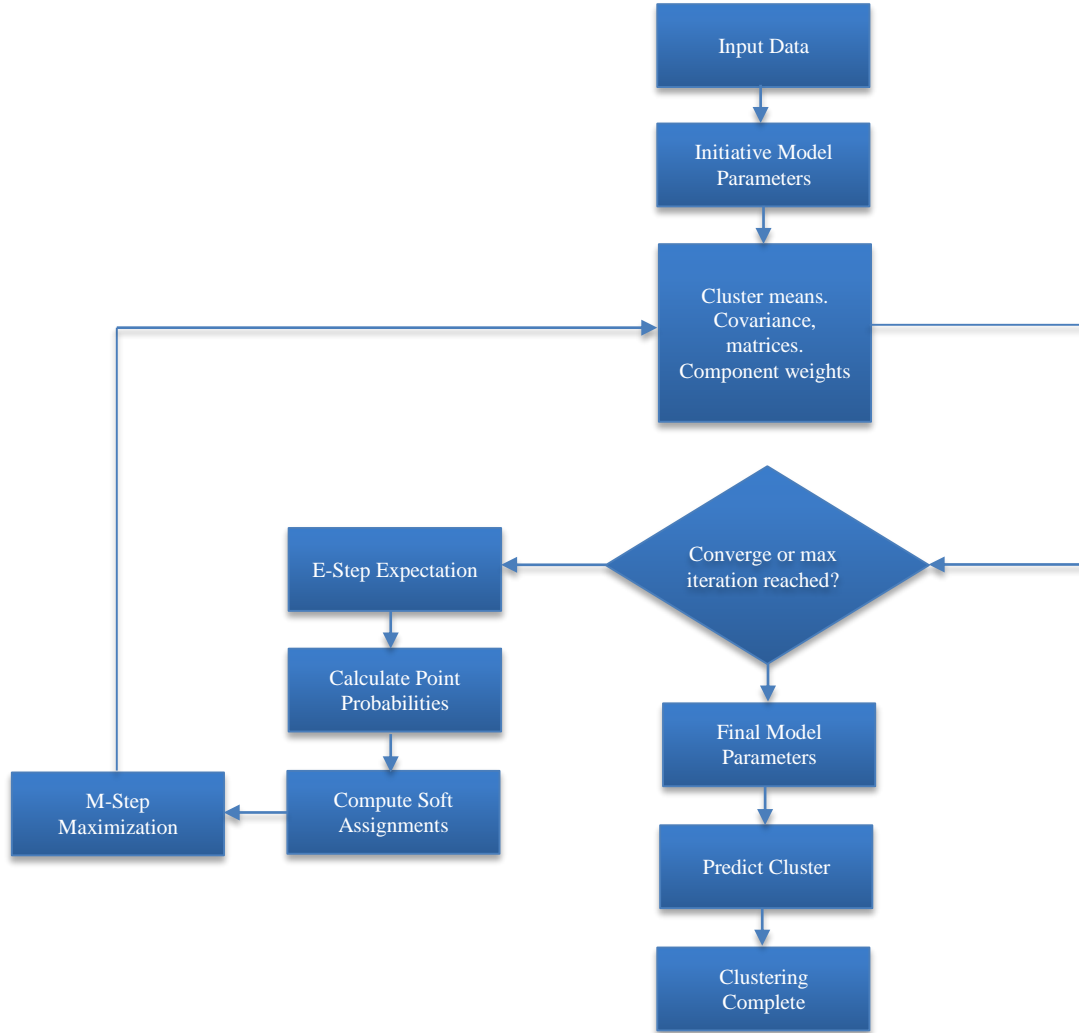 Input Data
Initiative Model
Parameters
Cluster means.
Covariance,
matrices.
Component weights
Converge or max
iteration reached?
E-Step Expectation
Calculate Point
Probabilities
Compute Soft
Assignments
M-Step
Maximization
Final Model
Parameters
Predict Cluster
Clustering
Complete